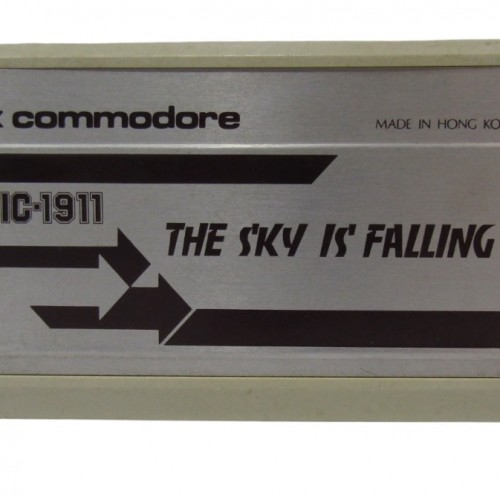 commodore
MADE IN HONG KO
IC-1911
THE SKY IS FALLING